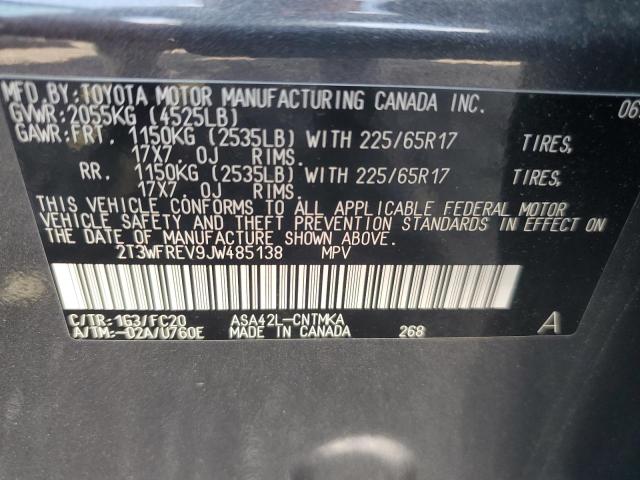 MFD.BY:TOYOTA MOTOR MANUFACTURING CANADA INC.
GVWR:2055KG (4525LB)
GAWR:FRT. 1150KG (2535LB) WITH 225/65R17 TIRES,
17X7.0J RIMS.
RR. 1150KG (2535LB) WITH 225/65R17 TIRES,
17X7.0J RIMS
THIS VEHICLE CONFORMS TO ALL APPLICABLE FEDERAL MOTOR
VEHICLE SAFETY AND THEFT PREVENTION STANDARDS IN EFFECT ON
THE DATE OF MANUFACTURE SHOWN ABOVE.
2T3WFREV9JW485138 MPV
C/TR:1G3/FC20 ASA42L-CNTMKA
A/TM:-02A/U760E MADE IN CANADA 268 A